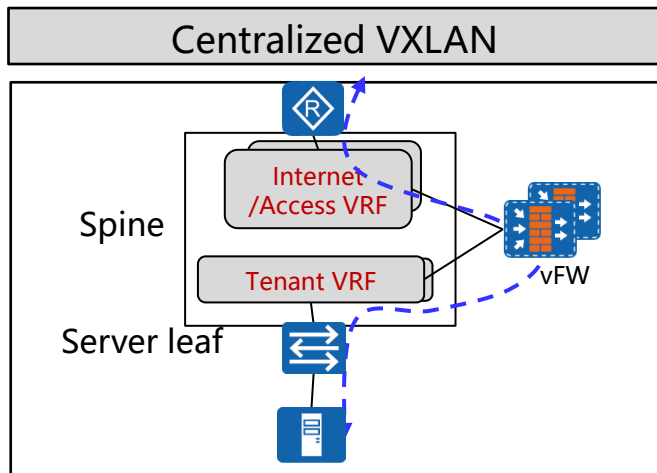 Centralized VXLAN
R
Internet
/Access VRF
Spine
vFW
Tenant VRF
Server leaf